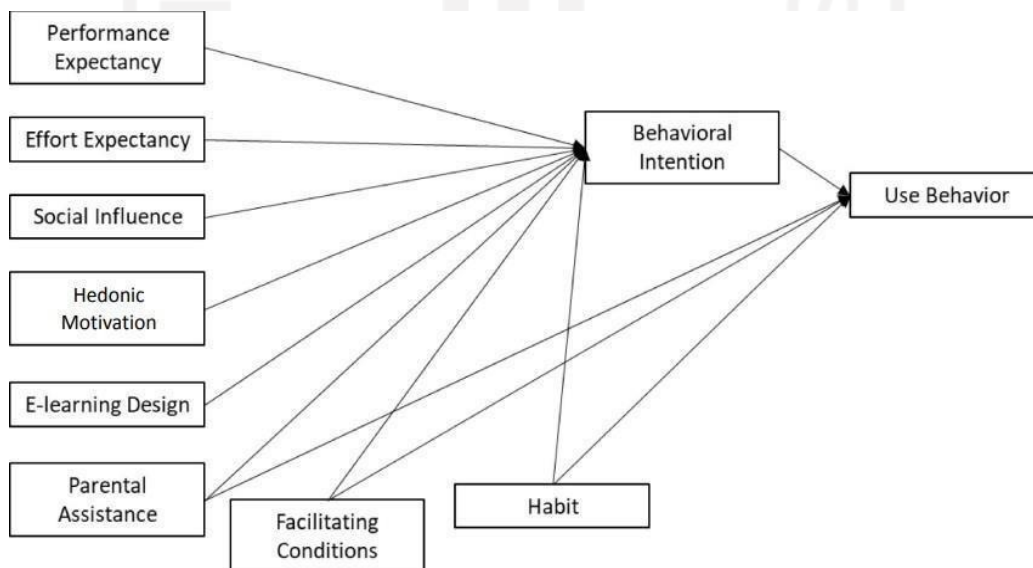 Performance
Expectancy
Effort Expectancy
Social Influence
Hedonic
Motivation
E-learning Design
Parental
Assistance
Facilitating
Conditions
Habit
Behavioral
Intention
Use Behavior